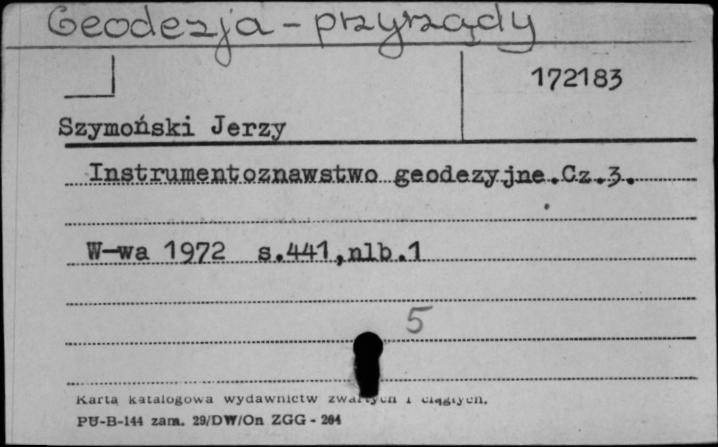 Geodezja - przyrządy
172183
Szymoński Jerzy
Instrumentoznawstwo geodezyjne.Cz.3.
W-wa 1972 s.441,nlb.1
5
Karta katalogowa wydawnictw zwartych i ciągłych.
PU-B-144 zam. 29/DW/On ZGG - 204